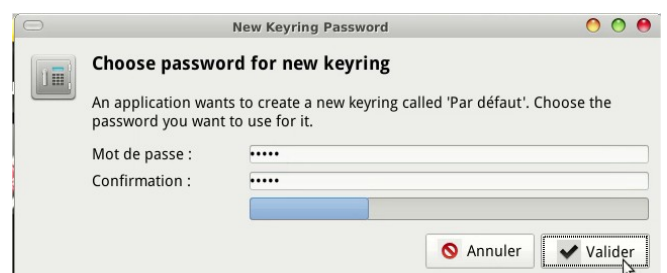 New Keyring Password
Choose password for new keyring
An application wants to create a new keyring called 'Par défaut'. Choose the
password you want to use for it.
Mot de passe :
•••••
Confirmation :
•••••
Annuler
Valider